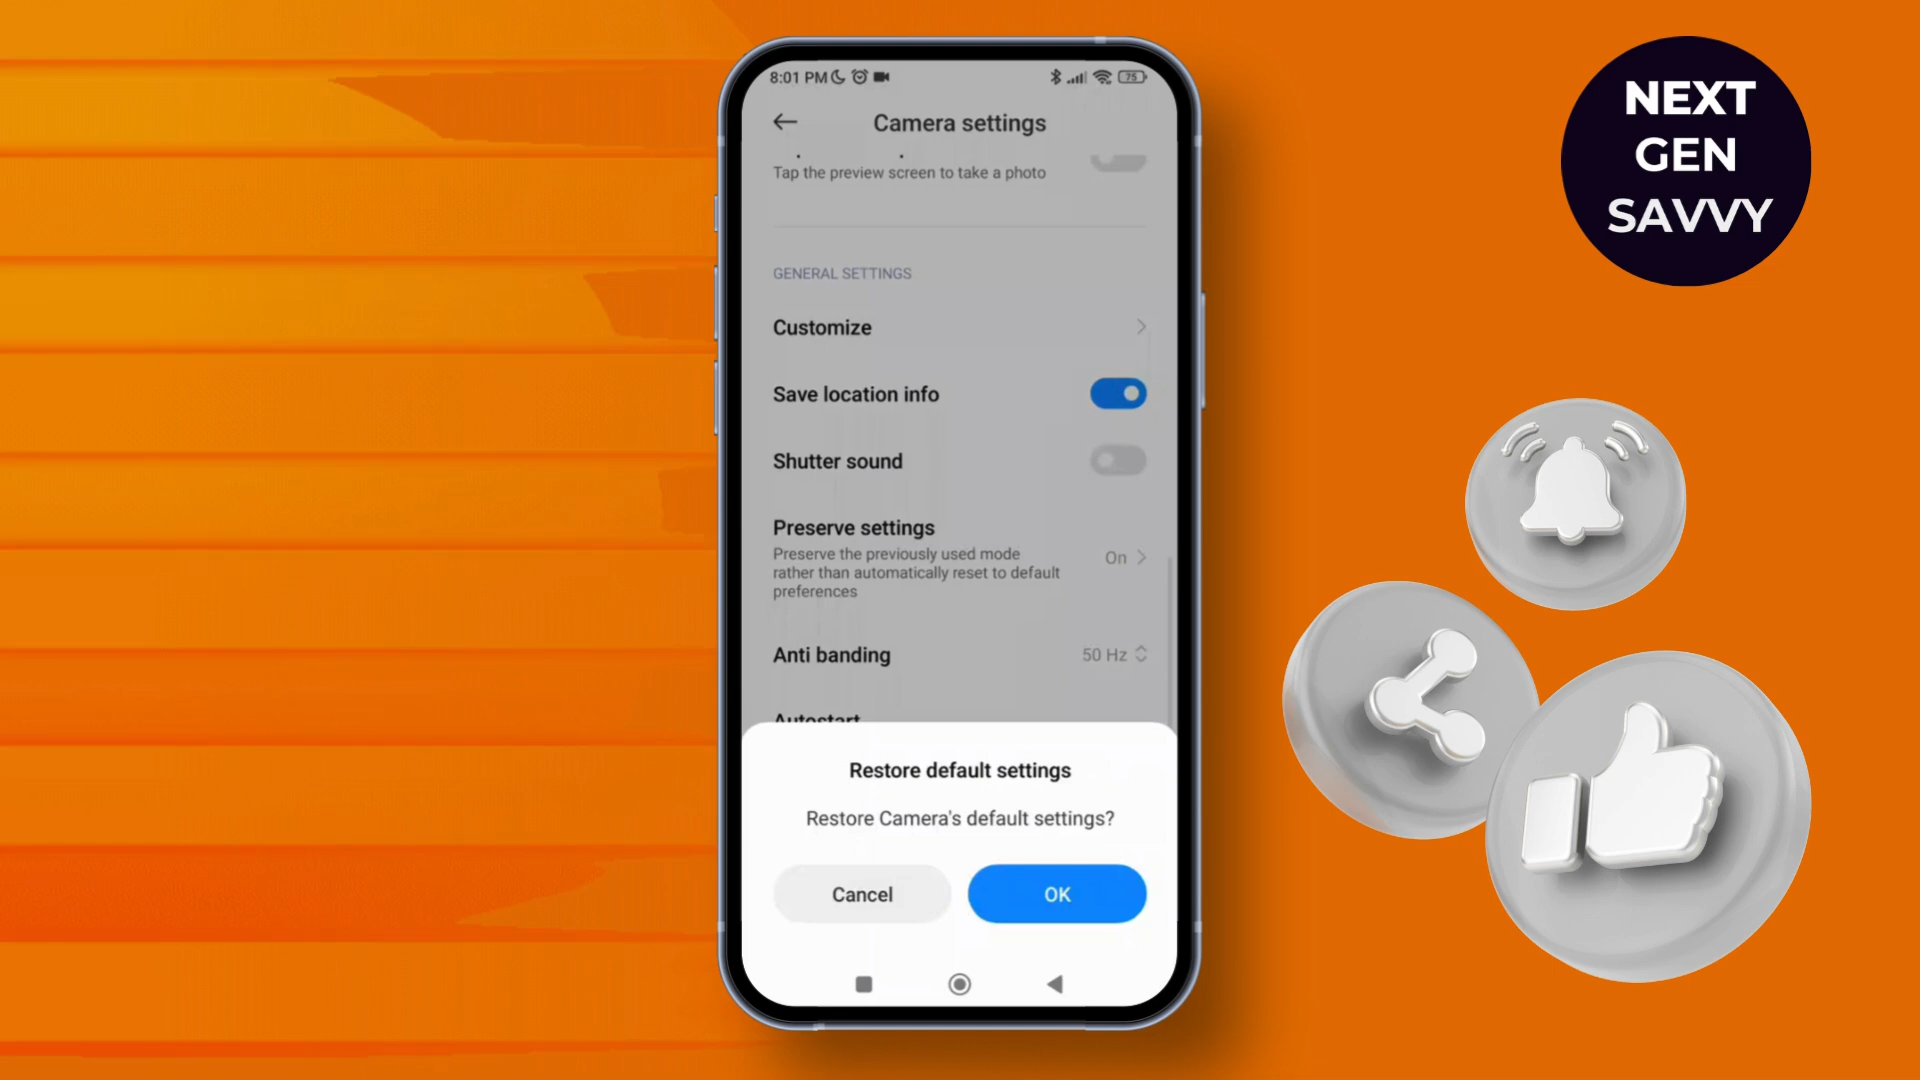 NEXT
GEN
SAVVY
8:01 PM
75
Camera settings
Tap the preview screen to take a photo
GENERAL SETTINGS
Customize
Save location info
Shutter sound
Preserve settings
Preserve the previously used mode
rather than automatically reset to default
preferences
On
Anti banding
50 Hz
Autostart
Restore default settings
Restore Camera's default settings?
Cancel
OK